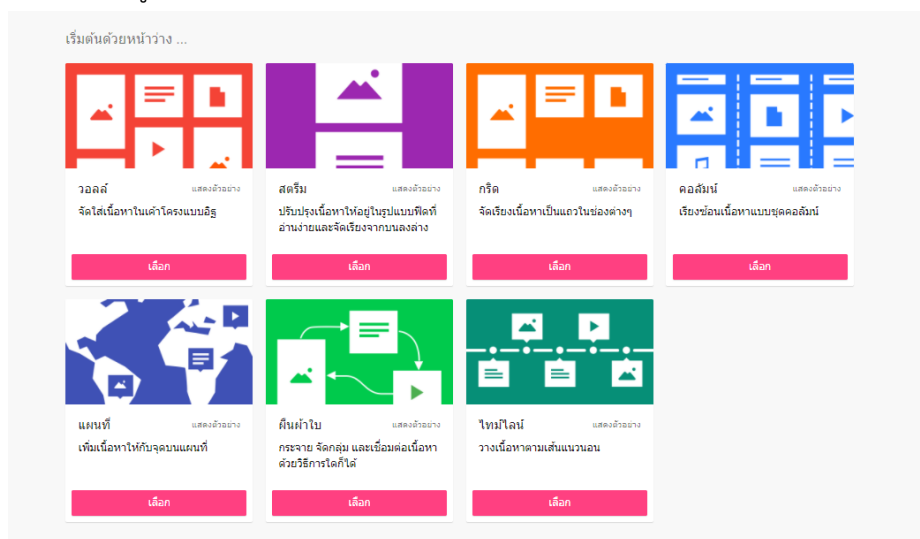 เริ่มต้นด้วยหน้าว่าง ...
วอลล์ แสดงตัวอย่าง
จัดใส่เนื้อหาในเค้าโครงแบบอิฐ
เลือก
สตรีม แสดงตัวอย่าง
ปรับปรุงเนื้อหาให้อยู่ในรูปแบบฟีดที่
อ่านง่ายและจัดเรียงจากบนลงล่าง
เลือก
กริด แสดงตัวอย่าง
จัดเรียงเนื้อหาเป็นแถวในช่องต่างๆ
เลือก
คอลัมน์ แสดงตัวอย่าง
เรียงซ้อนเนื้อหาแบบชุดคอลัมน์
เลือก
แผนที่ แสดงตัวอย่าง
เพิ่มเนื้อหาให้กับจุดบนแผนที่
เลือก
ผืนผ้าใบ แสดงตัวอย่าง
กระจาย จัดกลุ่ม และเชื่อมต่อเนื้อหา
ด้วยวิธีการใดก็ได้
เลือก
ไทม์ไลน์ แสดงตัวอย่าง
วางเนื้อหาตามเส้นแนวนอน
เลือก